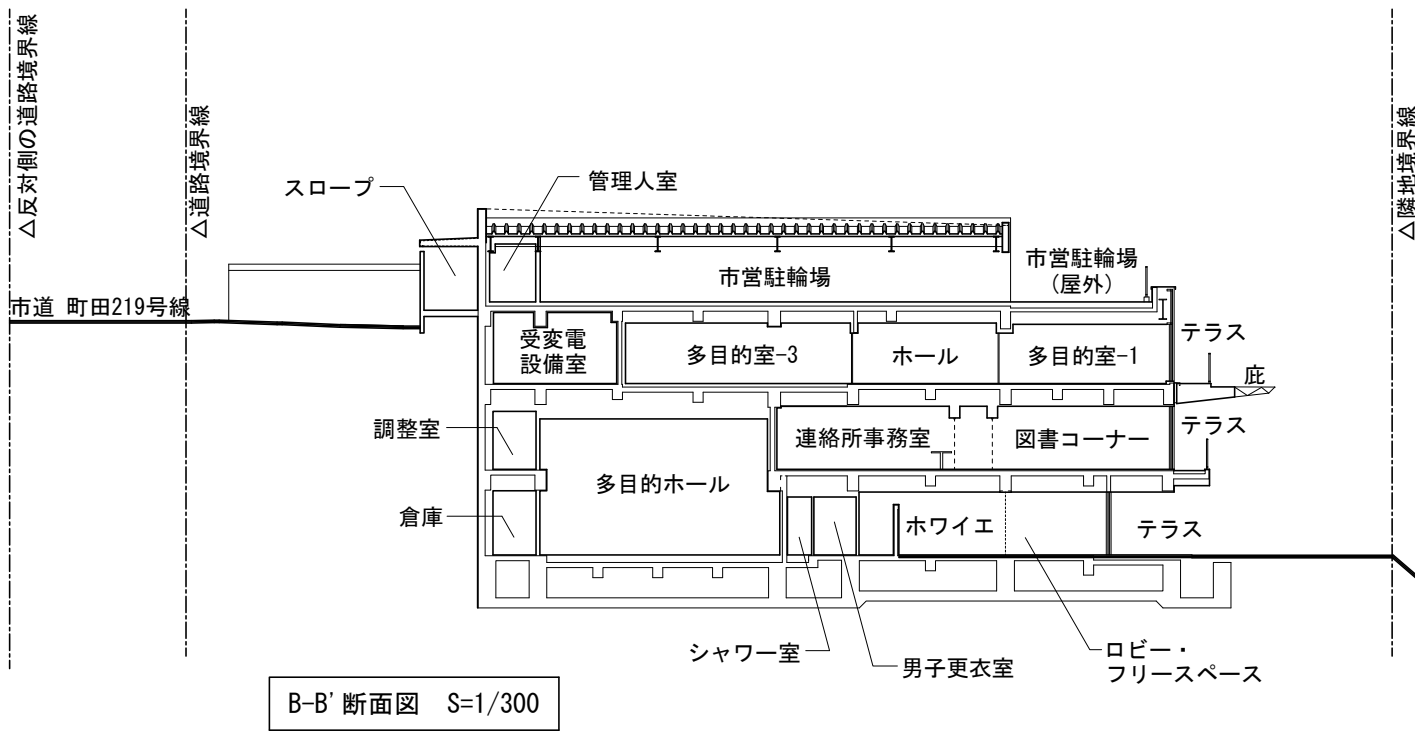 △反対側の道路境界線
△道路境界線
△隣地境界線
スロープ
管理人室
市営駐輪場
市営駐輪場
(屋外)
市道 町田219号線
受変電
設備室
多目的室-3
ホール
多目的室-1
テラス
庇
調整室
連絡所事務室
図書コーナー
テラス
多目的ホール
倉庫
ホワイエ
テラス
シャワー室
男子更衣室
ロビー・
フリースペース
B-B' 断面図 S=1/300